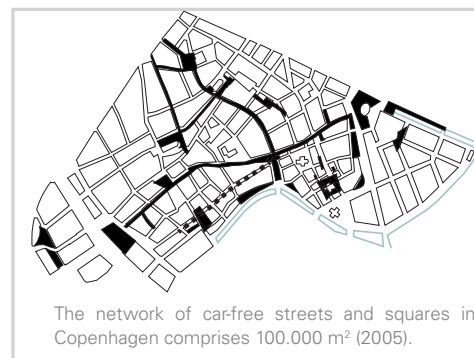 The network of car-free streets and squares in
Copenhagen comprises 100.000 m² (2005).